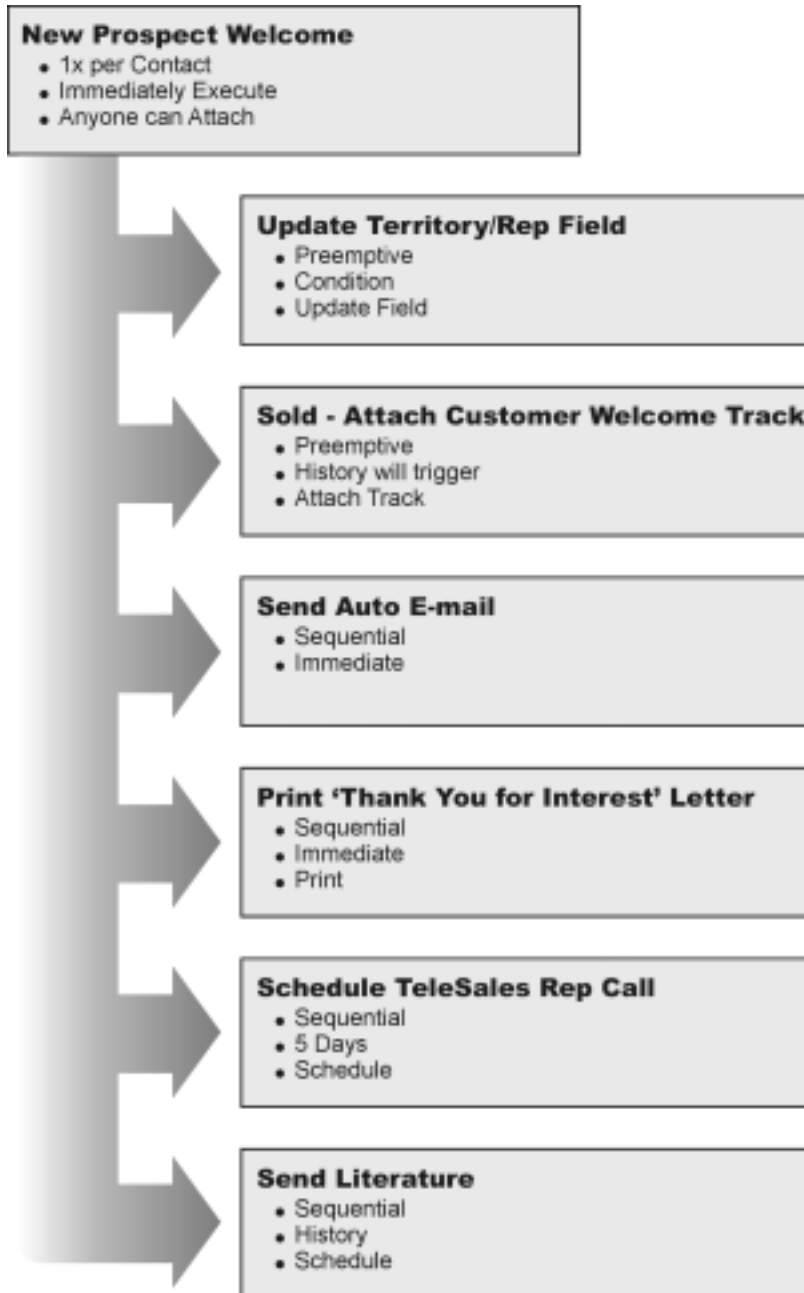 New Prospect Welcome
• 1x per Contact
• Immediately Execute
• Anyone can Attach
Update Territory/Rep Field
• Preemptive
• Condition
• Update Field
Sold - Attach Customer Welcome Track
• Preemptive
• History will trigger
• Attach Track
Send Auto E-mail
• Sequential
• Immediate
Print ‘Thank You for Interest’ Letter
• Sequential
• Immediate
• Print
Schedule TeleSales Rep Call
• Sequential
• 5 Days
• Schedule
Send Literature
• Sequential
• History
• Schedule